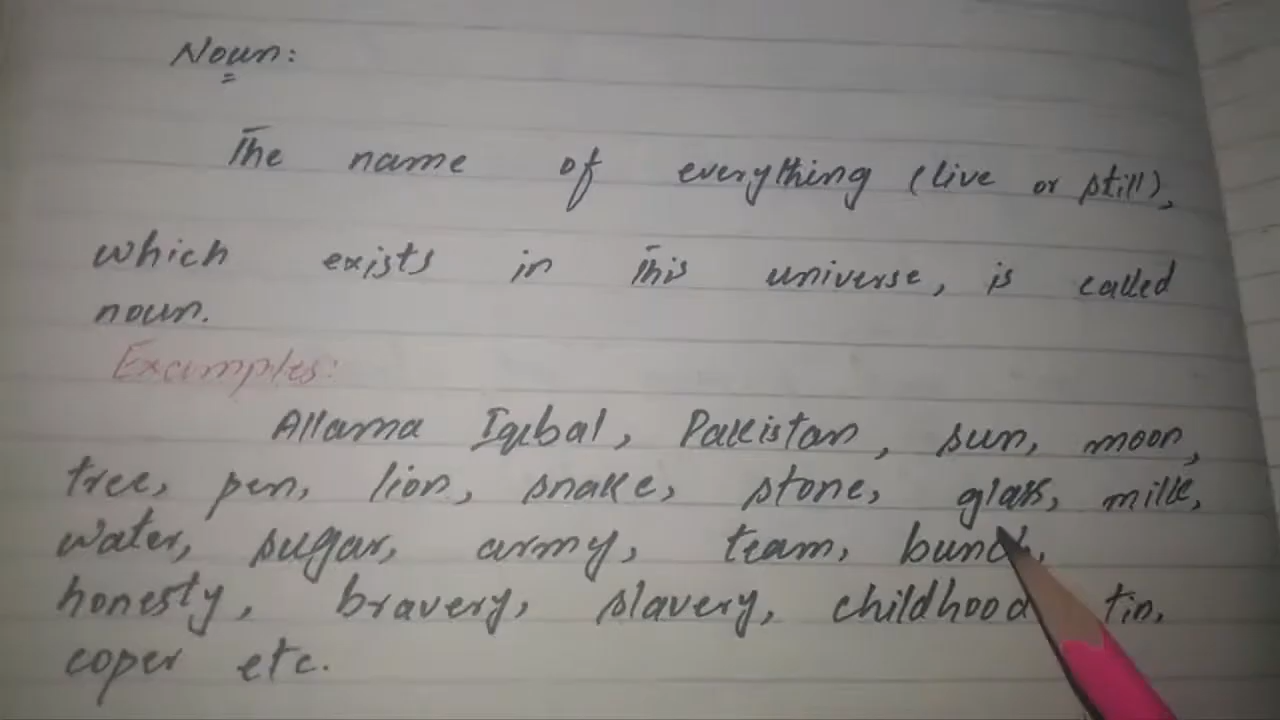 Noun:
The name of everything (live or still),
which exists in this universe, is called
noun.
Examples:
Allama Iqbal, Pakistan, sun, moon,
tree, pen, lion, snake, stone, glass, milk,
water, sugar, army, team, bunch,
honesty, bravery, slavery, childhood tin,
coper etc.